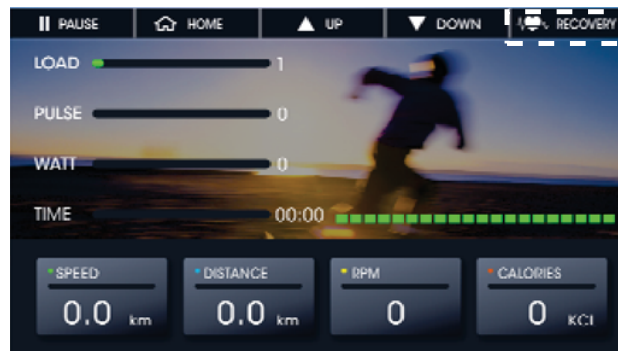 PAUSE HOME UP DOWN RECOVERY
LOAD 1
PULSE 0
WATT 0
TIME 00:00
SPEED DISTANCE RPM CALORIES
0.0 km 0.0 km 0 0 KCL